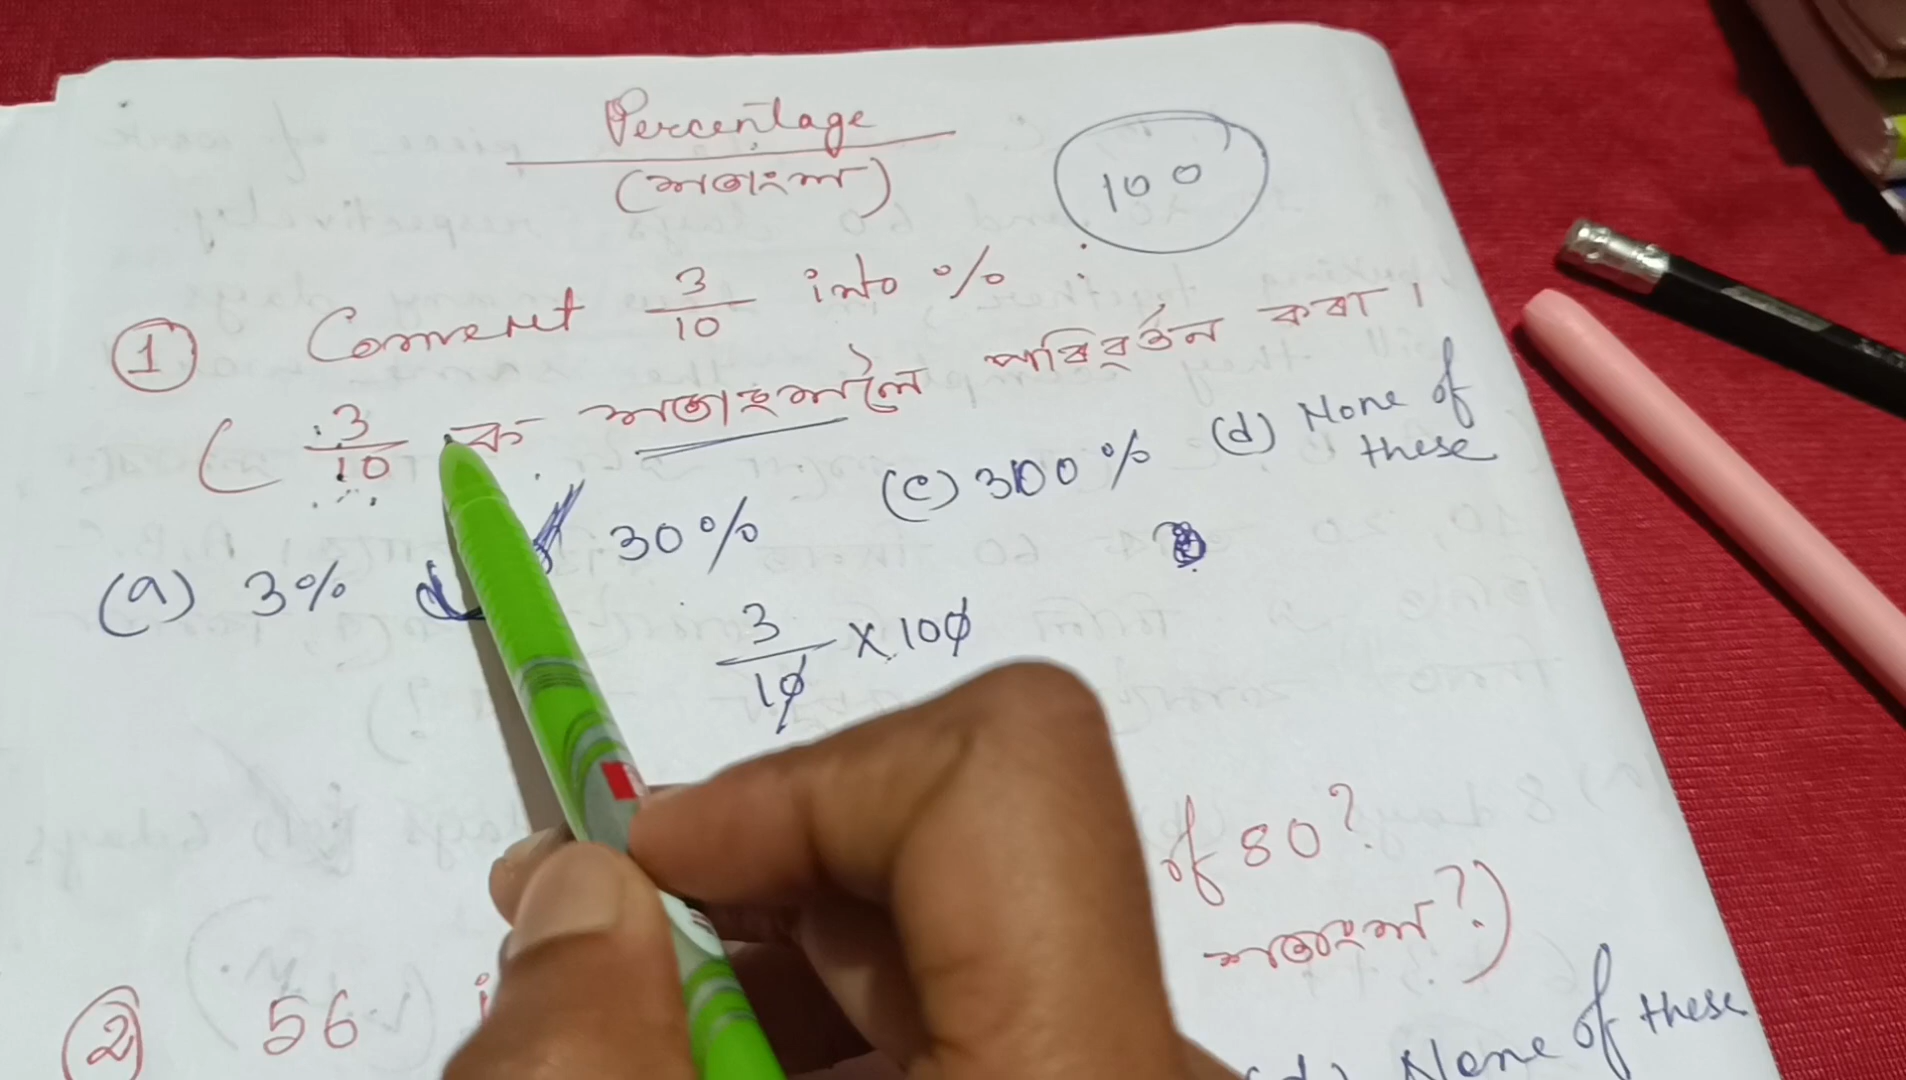 Percentage
(শতাংশ)
100
① Convert 3/10 into %
(3/10 ক শতাংশলৈ পৰিবৰ্তন কৰা।
(a) 3% 30% (c) 300% (d) None of these
3/10 × 100
② 56 of 80?
শতাংশ?)
None of these